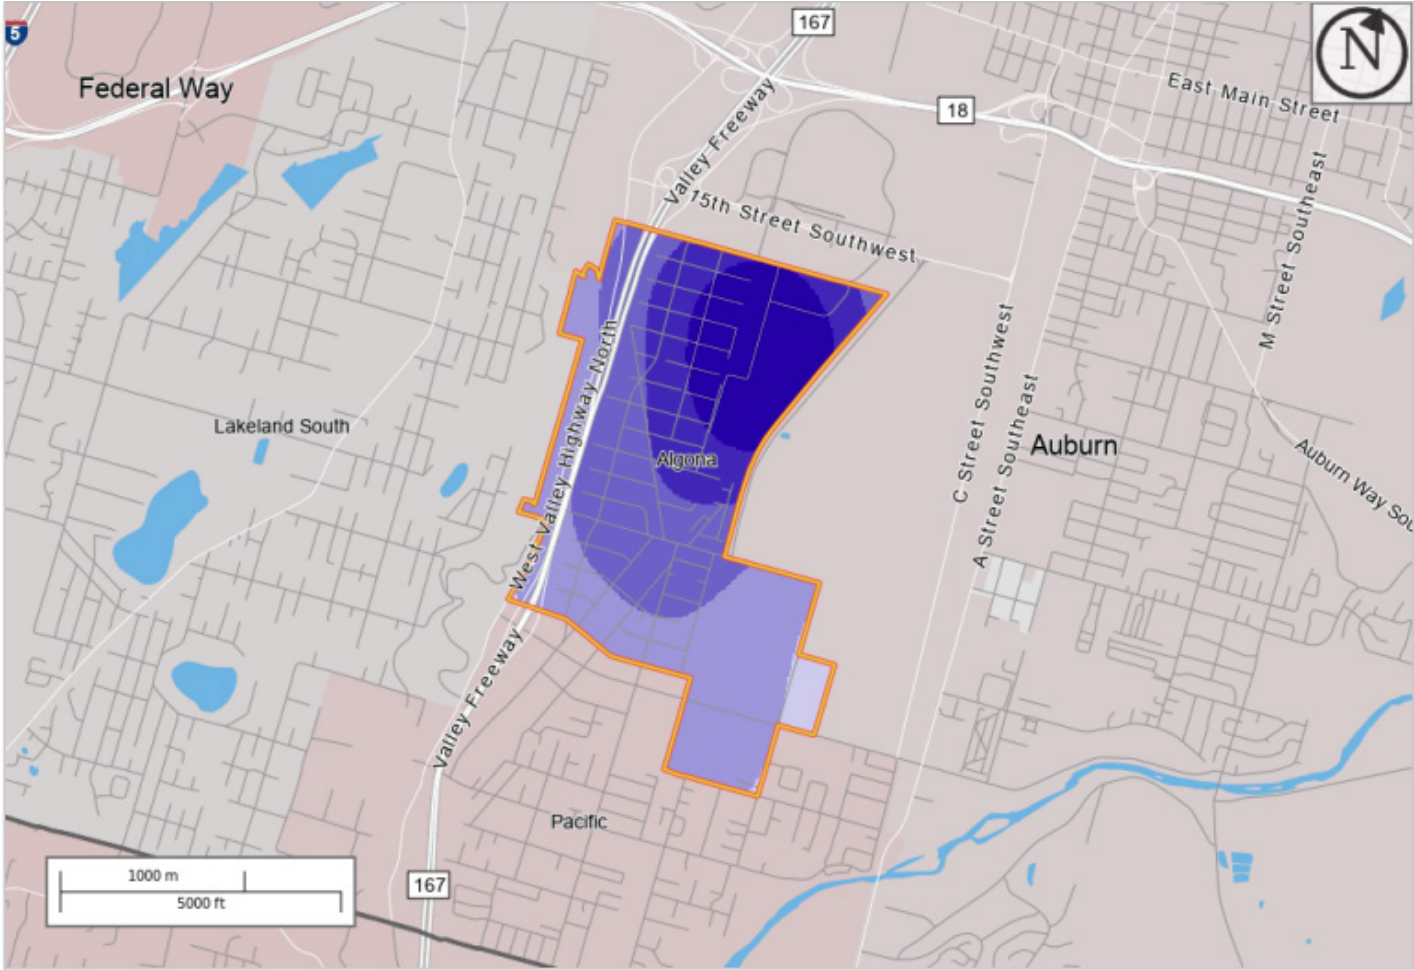 5
167
N
Federal Way
East Main Street
18
Valley Freeway
15th Street Southwest
M Street Southeast
West Valley Highway North
C Street Southwest
A Street Southeast
Lakeland South
Algona
Auburn
Auburn Way Sou
Valley Freeway
Pacific
1000 m
5000 ft
167